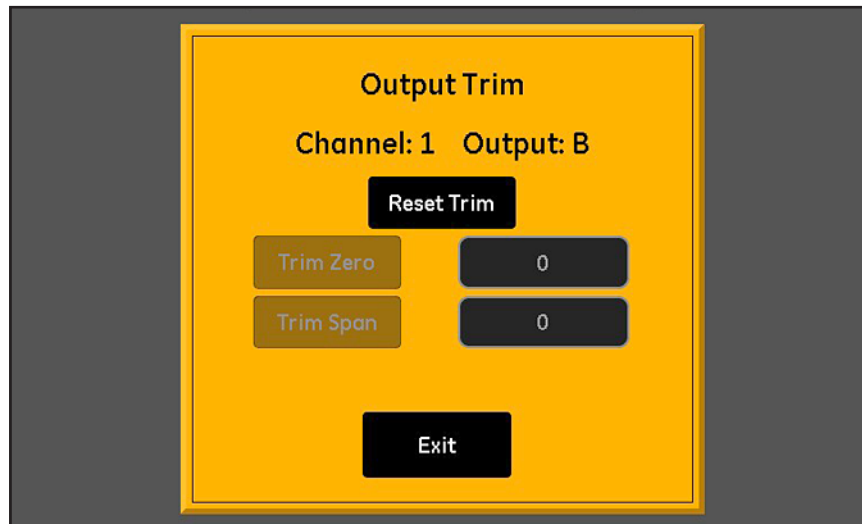 Output Trim
Channel: 1 Output: B
Reset Trim
Trim Zero 0
Trim Span 0
Exit